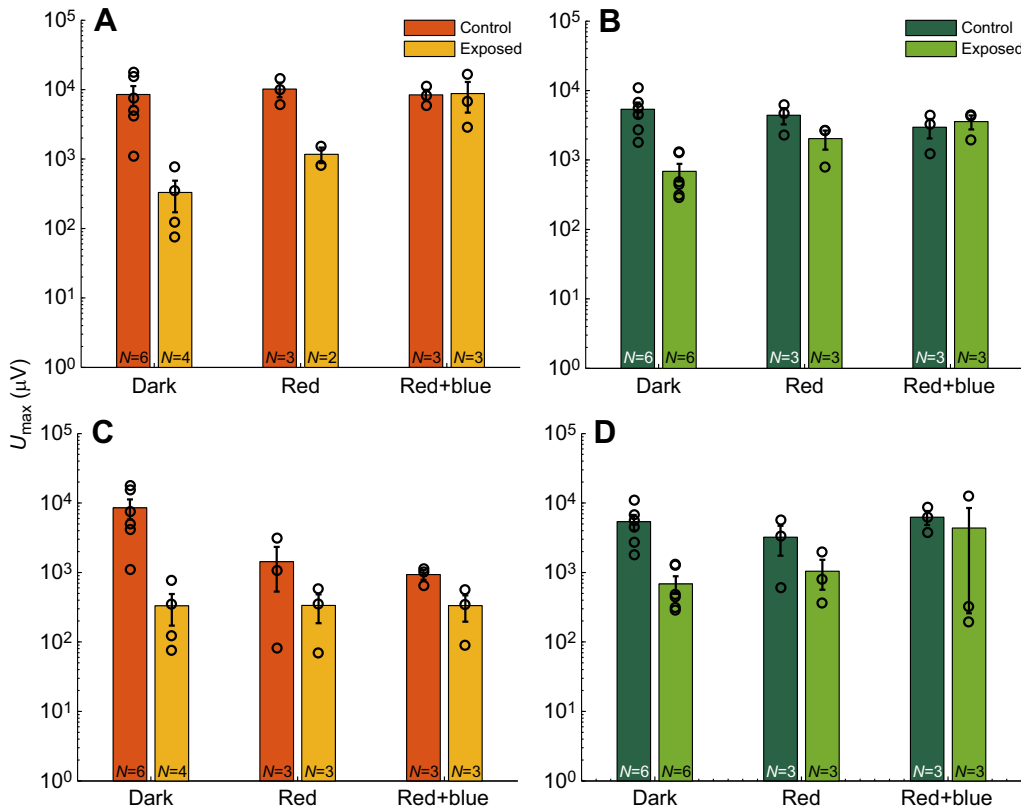 A
Control
Exposed
10⁵
10⁴
10³
10²
10¹
10⁰
N=6
N=4
N=3
N=2
N=3
N=3
Dark
Red
Red+blue
B
Control
Exposed
10⁵
10⁴
10³
10²
10¹
10⁰
N=6
N=6
N=3
N=3
N=3
N=3
Dark
Red
Red+blue
Umax (µV)
C
10⁵
10⁴
10³
10²
10¹
10⁰
N=6
N=4
N=3
N=3
N=3
N=3
Dark
Red
Red+blue
D
10⁵
10⁴
10³
10²
10¹
10⁰
N=6
N=6
N=3
N=3
N=3
N=3
Dark
Red
Red+blue